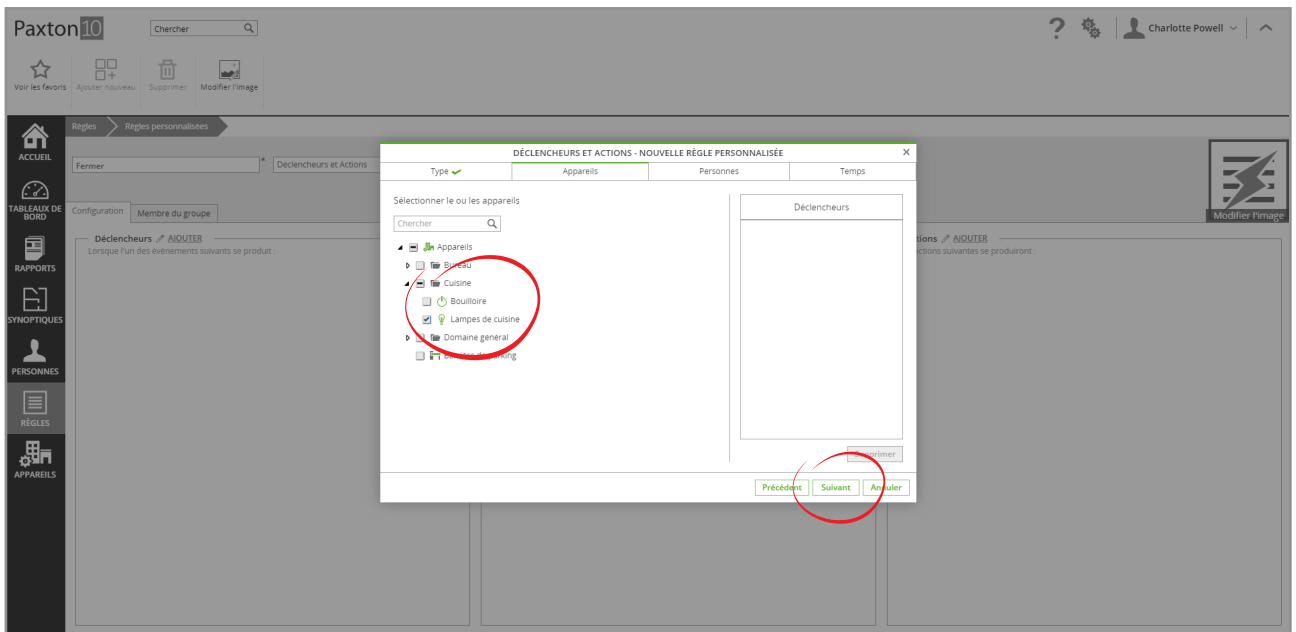 Paxton10
Chercher
Charlotte Powell
Voir les favoris
Ajouter nouveau
Supprimer
Modifier l'image
ACCUEIL
TABLEAUX DE
BORD
RAPPORTS
SYNOPTIQUES
PERSONNES
RÈGLES
APPAREILS
Règles
Règles personnalisées
Fermer
*
Déclencheurs et Actions
Modifier l'image
Configuration
Membre du groupe
Déclencheurs AJOUTER
Lorsque l'un des évènements suivants se produit :
tions AJOUTER
ctions suivantes se produiront :
DÉCLENCHEURS ET ACTIONS - NOUVELLE RÈGLE PERSONNALISÉE
Type
Appareils
Personnes
Temps
Sélectionner le ou les appareils
Chercher
Appareils
Bureau
Cuisine
Bouilloire
Lampes de cuisine
Domaine general
parking
Déclencheurs
Supprimer
Précédent
Suivant
Annuler